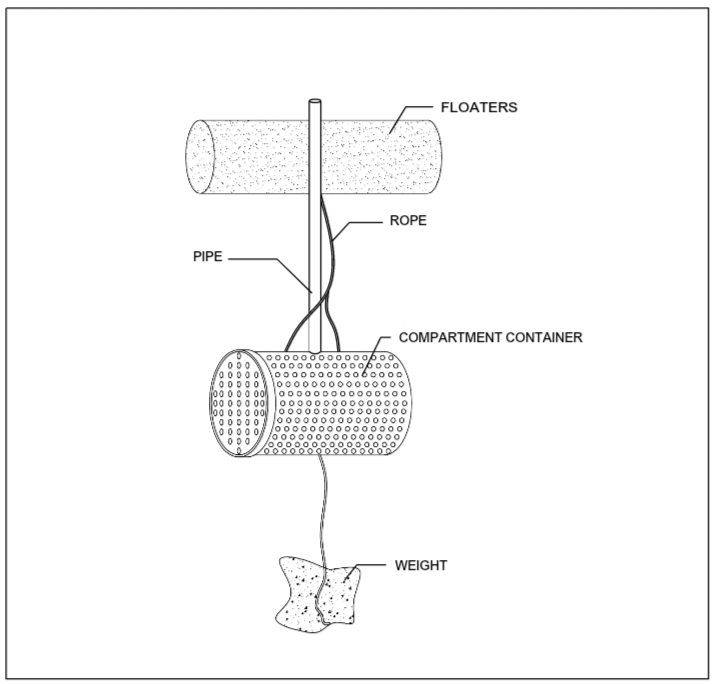 FLOATERS
ROPE
PIPE
COMPARTMENT CONTAINER
WEIGHT